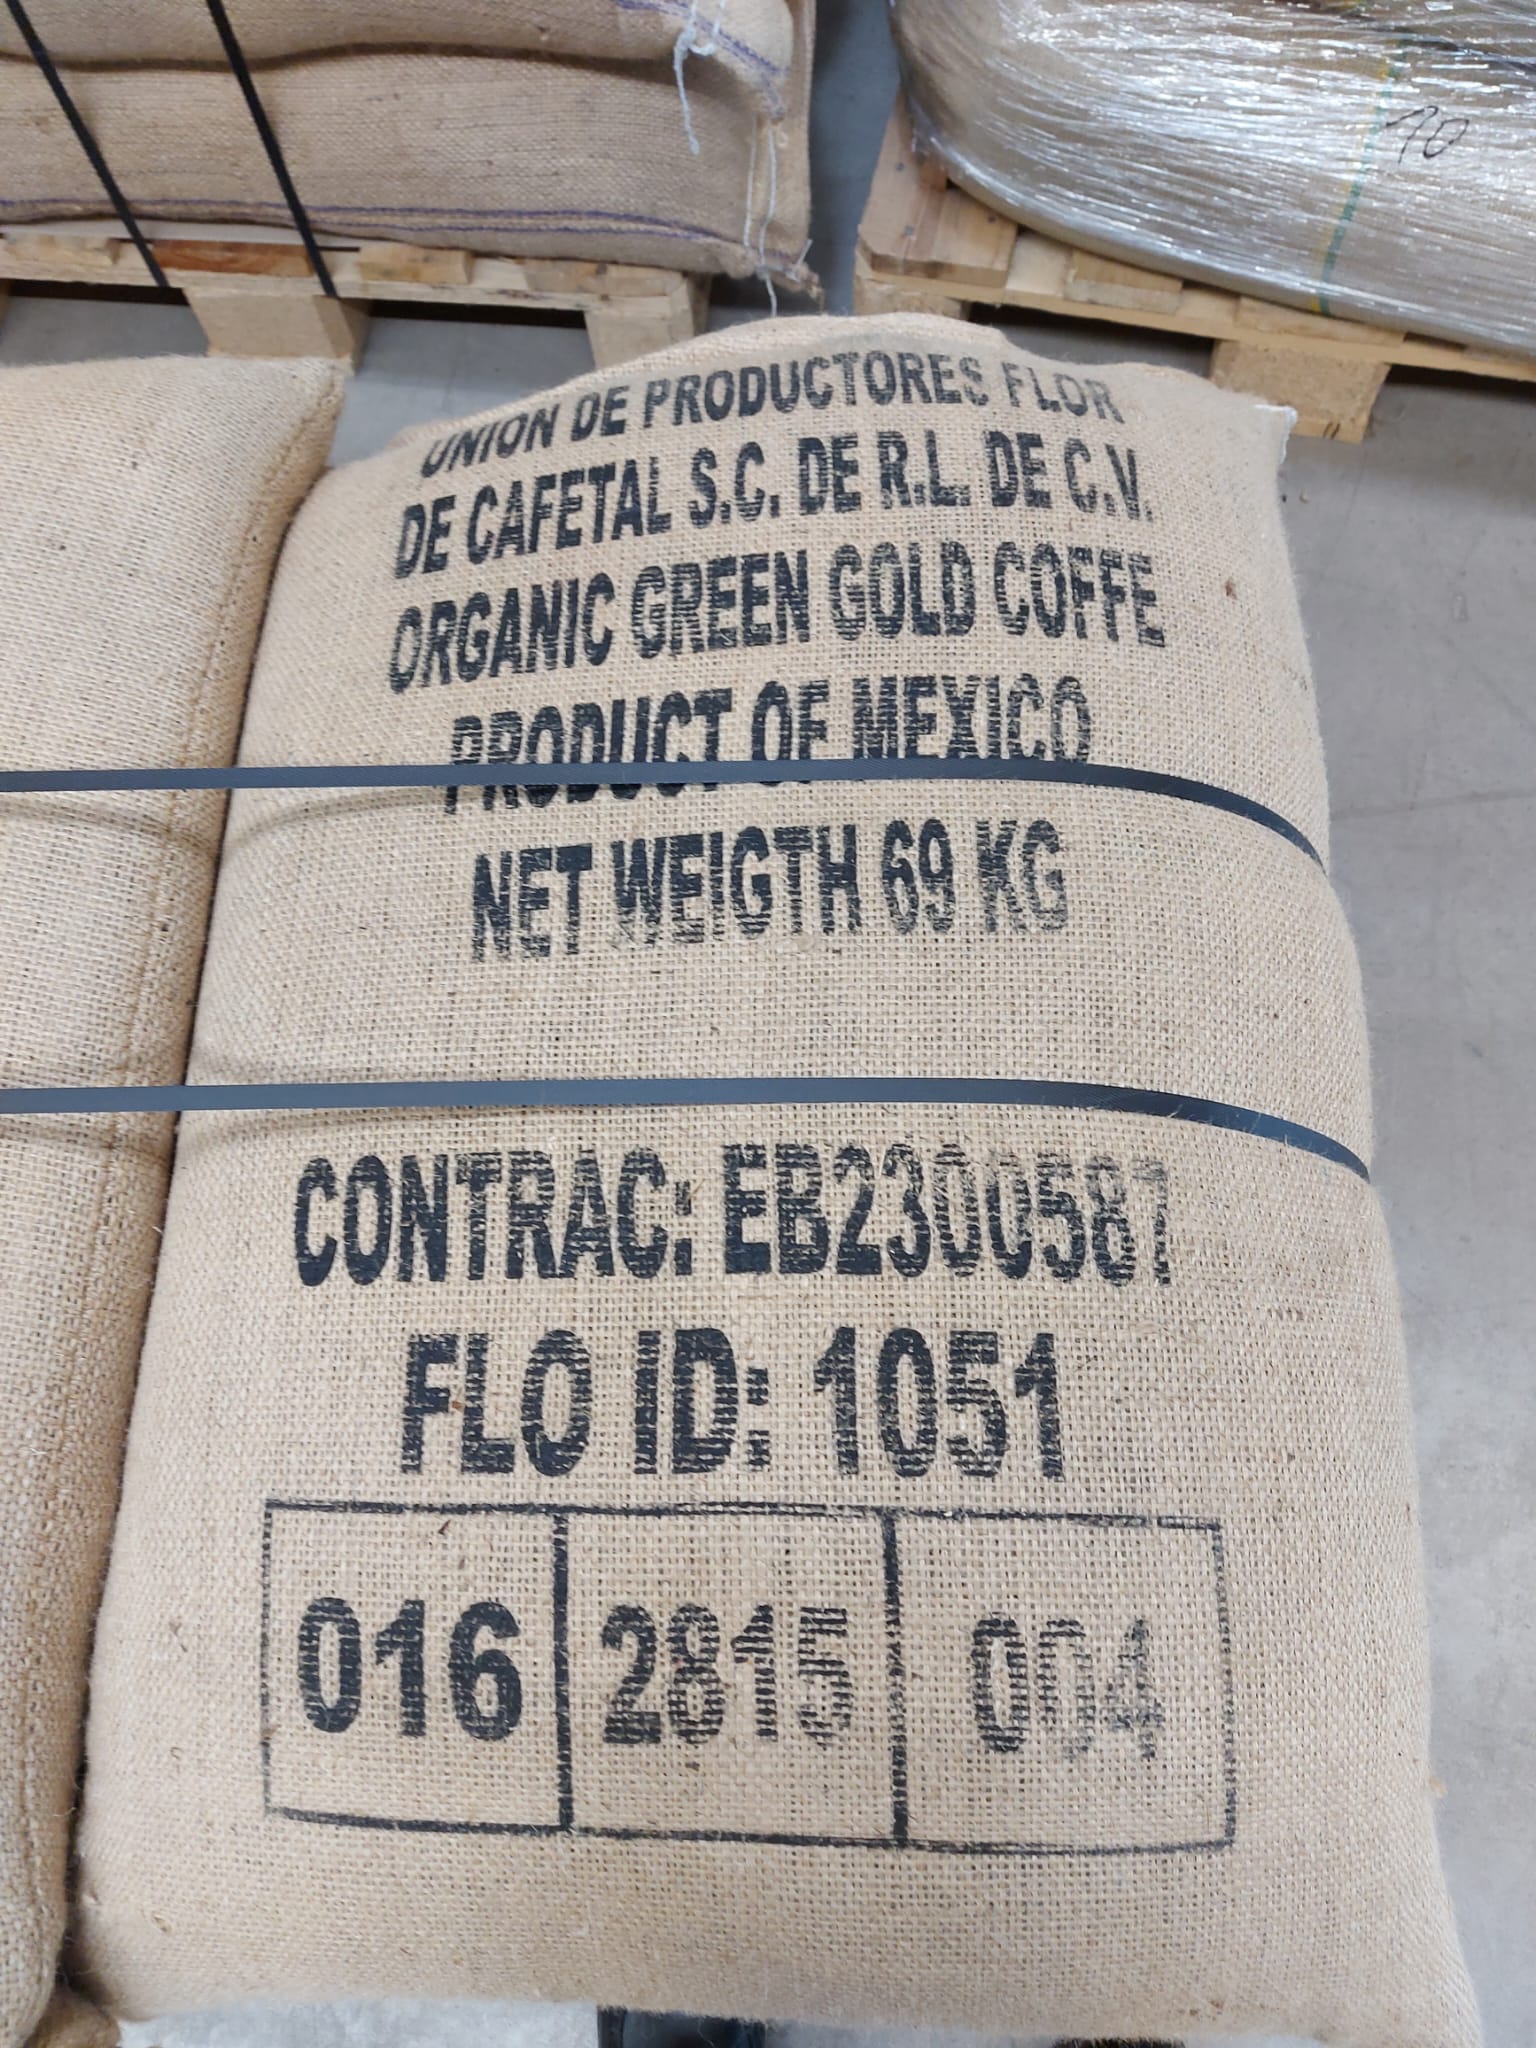 10
UNION DE PRODUCTORES FLOR
DE CAFETAL S.C. DE R.L. DE C.V.
ORGANIC GREEN GOLD COFFE
PRODUCT OF MEXICO
NET WEIGTH 69 KG
CONTRAC: EB2300587
FLO ID: 1051
016 2815 004